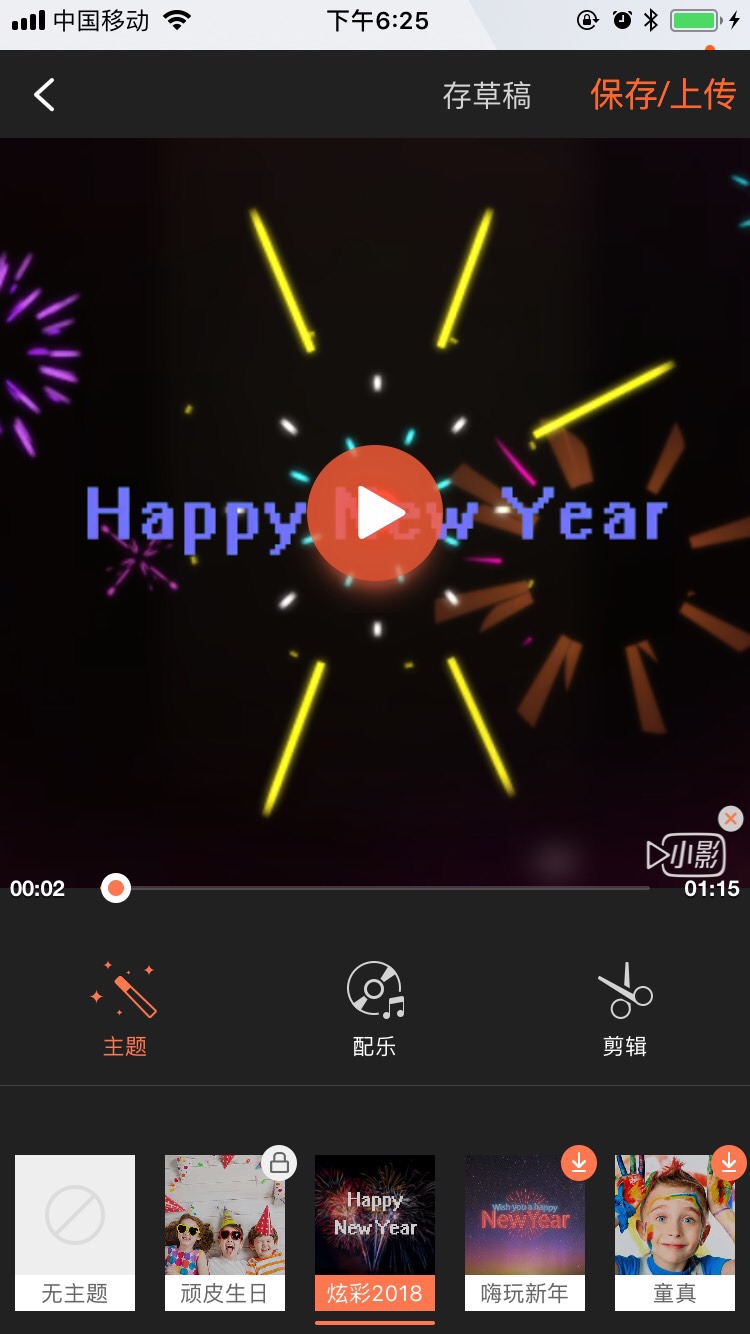 中国移动
下午6:25
存草稿
保存/上传
Happy New Year
小影
00:02
01:15
主题
配乐
剪辑
Happy
New Year
Wish you a happy
New Year
无主题
顽皮生日
炫彩2018
嗨玩新年
童真